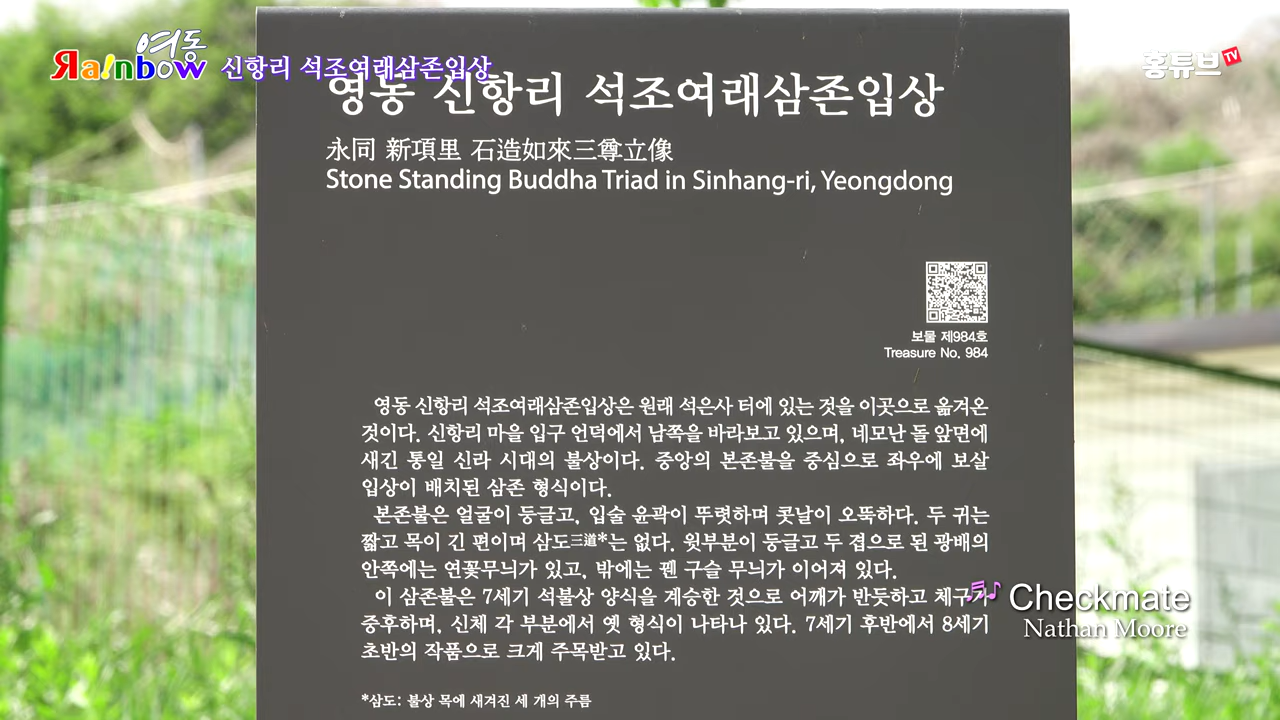 Rainbow 영동 신항리 석조여래삼존입상
홍튜브 TV
영동 신항리 석조여래삼존입상
永同 新項里 石造如來三尊立像
Stone Standing Buddha Triad in Sinhang-ri, Yeongdong
보물 제984호
Treasure No. 984
영동 신항리 석조여래삼존입상은 원래 석은사 터에 있는 것을 이곳으로 옮겨온
것이다. 신항리 마을 입구 언덕에서 남쪽을 바라보고 있으며, 네모난 돌 앞면에
새긴 통일 신라 시대의 불상이다. 중앙의 본존불을 중심으로 좌우에 보살
입상이 배치된 삼존 형식이다.
본존불은 얼굴이 둥글고, 입술 윤곽이 뚜렷하며 콧날이 오뚝하다. 두 귀는
짧고 목이 긴 편이며 삼도三道*는 없다. 윗부분이 둥글고 두 겹으로 된 광배의
안쪽에는 연꽃무늬가 있고, 밖에는 꿴 구슬 무늬가 이어져 있다.
이 삼존불은 7세기 석불상 양식을 계승한 것으로 어깨가 반듯하고 체구가
중후하며, 신체 각 부분에서 옛 형식이 나타나 있다. 7세기 후반에서 8세기
초반의 작품으로 크게 주목받고 있다.
*삼도: 불상 목에 새겨진 세 개의 주름
Checkmate
Nathan Moore